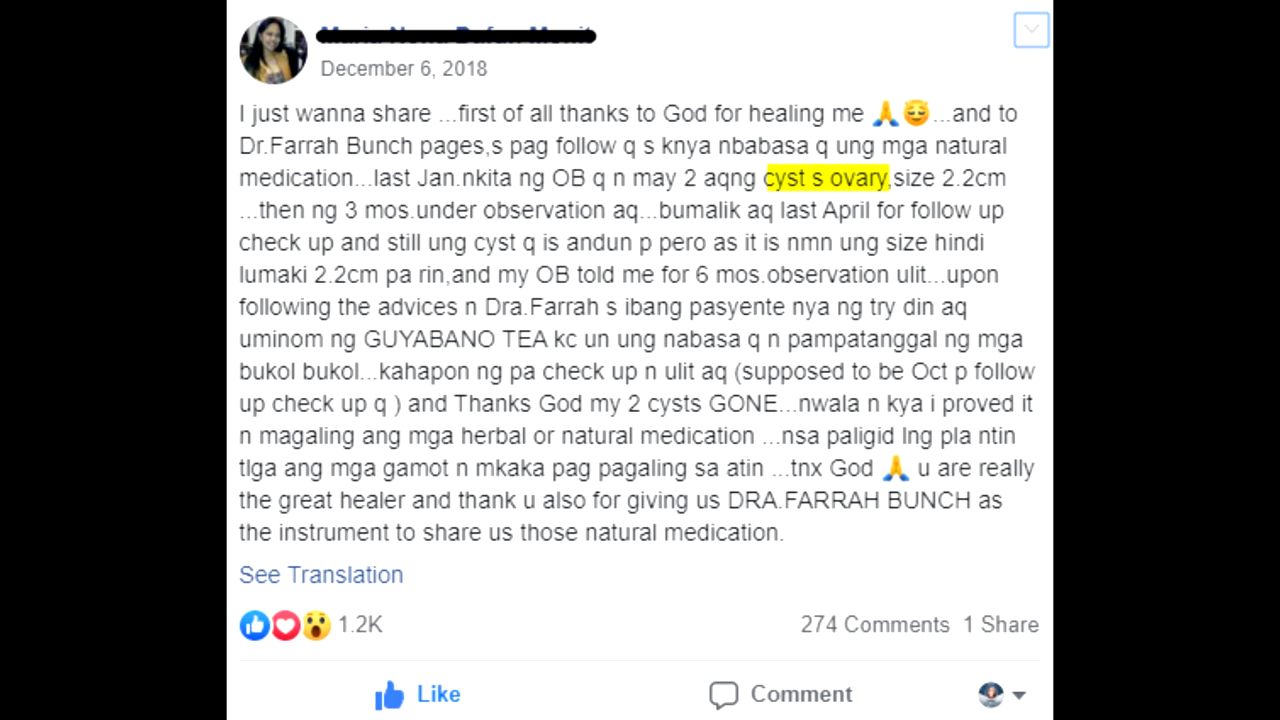 December 6, 2018
I just wanna share ...first of all thanks to God for healing me 🙏😌...and to
Dr.Farrah Bunch pages,s pag follow q s knya nbabasa q ung mga natural
medication...last Jan.nkita ng OB q n may 2 aqng cyst s ovary,size 2.2cm
...then ng 3 mos.under observation aq...bumalik aq last April for follow up
check up and still ung cyst q is andun p pero as it is nmn ung size hindi
lumaki 2.2cm pa rin,and my OB told me for 6 mos.observation ulit...upon
following the advices n Dra.Farrah s ibang pasyente nya ng try din aq
uminom ng GUYABANO TEA kc un ung nabasa q n pampatanggal ng mga
bukol bukol...kahapon ng pa check up n ulit aq (supposed to be Oct p follow
up check up q ) and Thanks God my 2 cysts GONE...nwala n kya i proved it
n magaling ang mga herbal or natural medication ...nsa paligid lng pla ntin
tlga ang mga gamot n mkaka pag pagaling sa atin ...tnx God 🙏 u are really
the great healer and thank u also for giving us DRA.FARRAH BUNCH as
the instrument to share us those natural medication.
See Translation
1.2K 274 Comments 1 Share
Like Comment